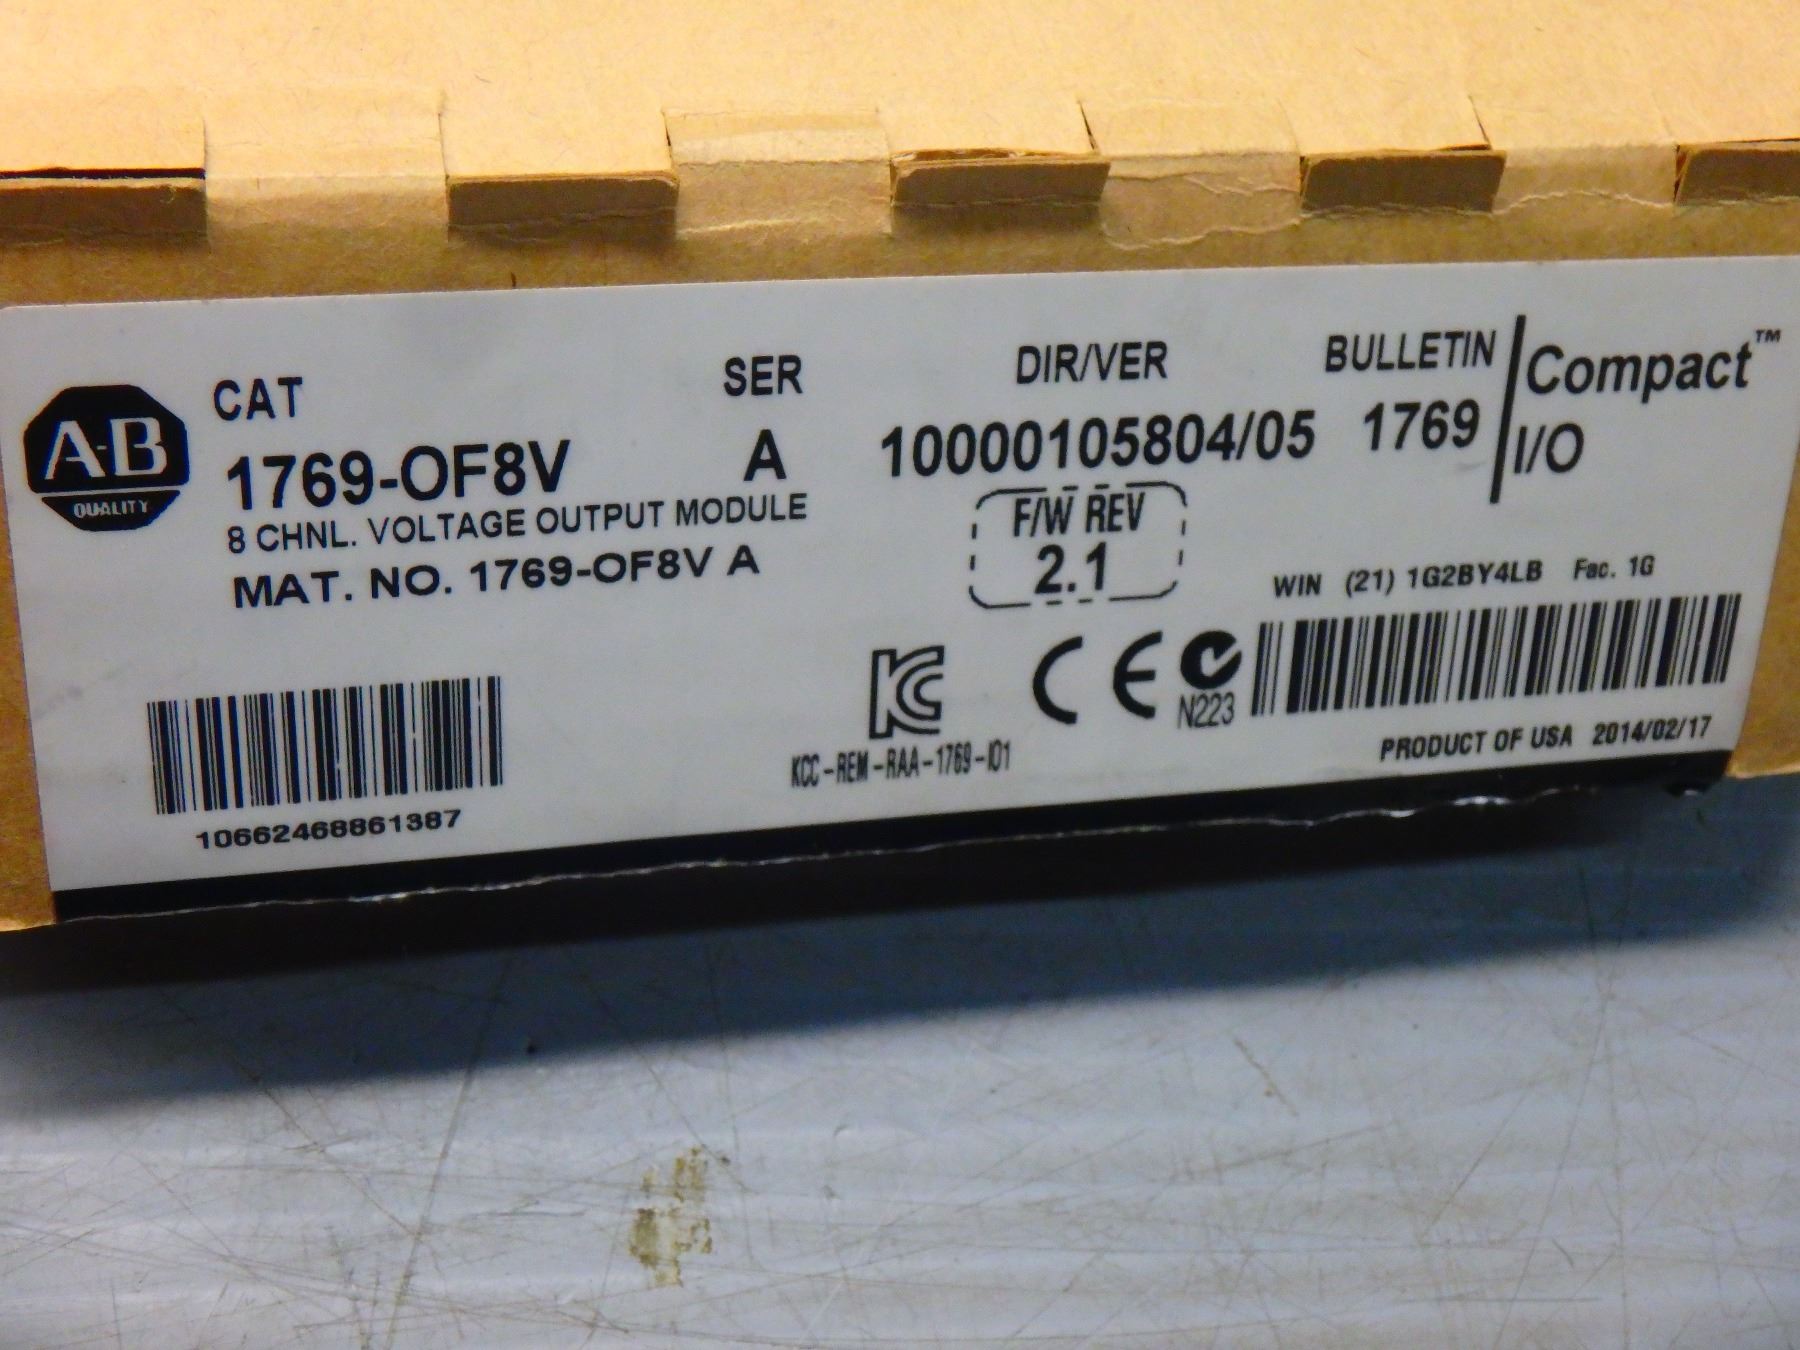 A-B
QUALITY
CAT
1769-OF8V
8 CHNL. VOLTAGE OUTPUT MODULE
MAT. NO. 1769-OF8V A
SER
A
DIR/VER
10000105804/05
F/W REV
2.1
BULLETIN
1769
Compact™
I/O
WIN (21) 1G2BY4LB Fac. 1G
10662468861387
KCC-REM-RAA-1769-IO1
CE
N223
PRODUCT OF USA 2014/02/17